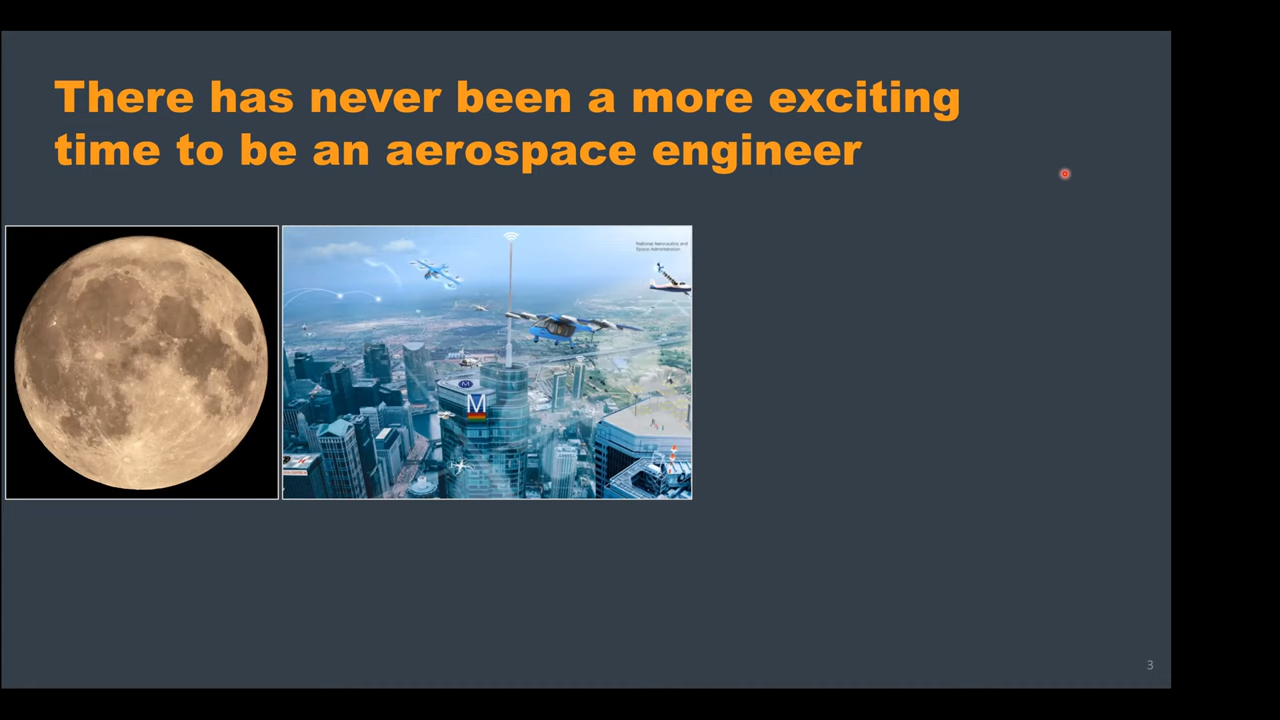 There has never been a more exciting
time to be an aerospace engineer
National Aeronautics and
Space Administration
M
M
3